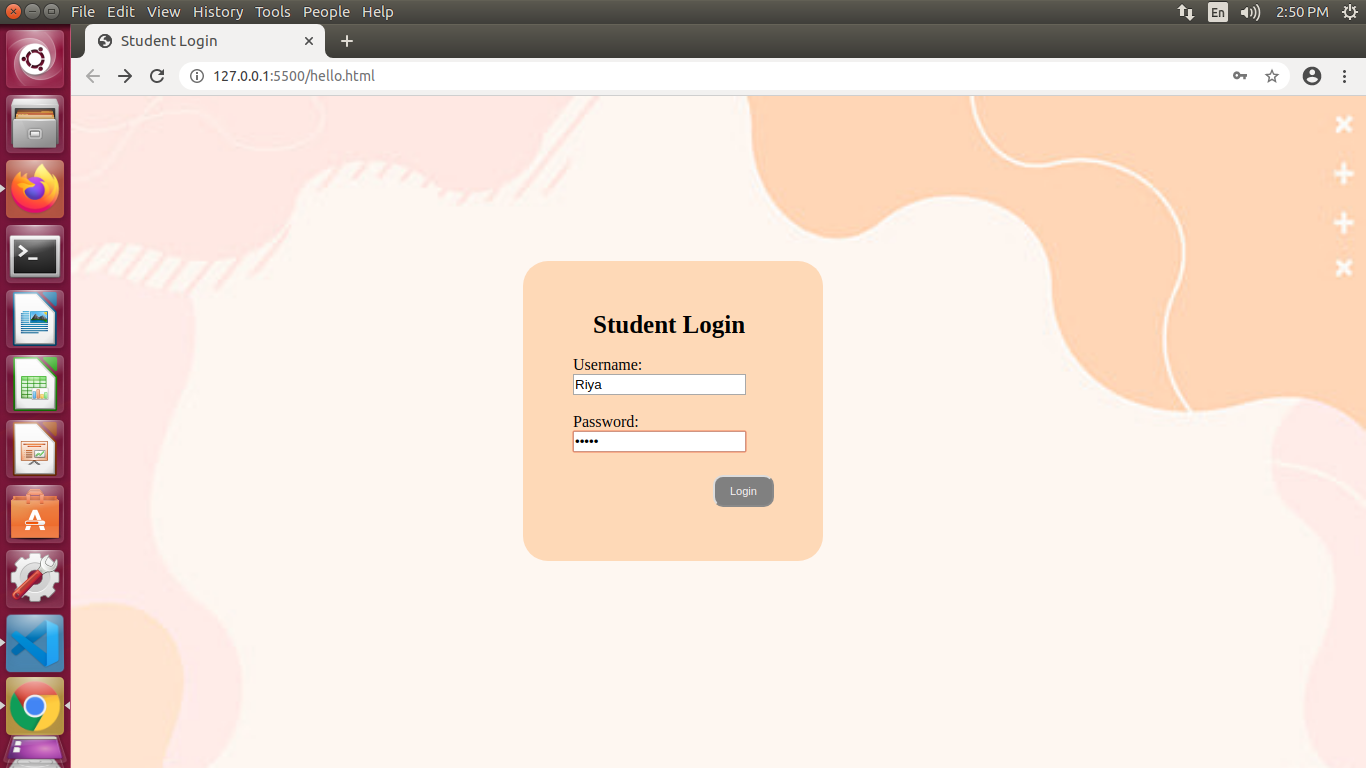 File Edit View History Tools People Help
En 2:50 PM
Student Login
127.0.0.1:5500/hello.html
Student Login
Username:
Riya
Password:
•••••
Login